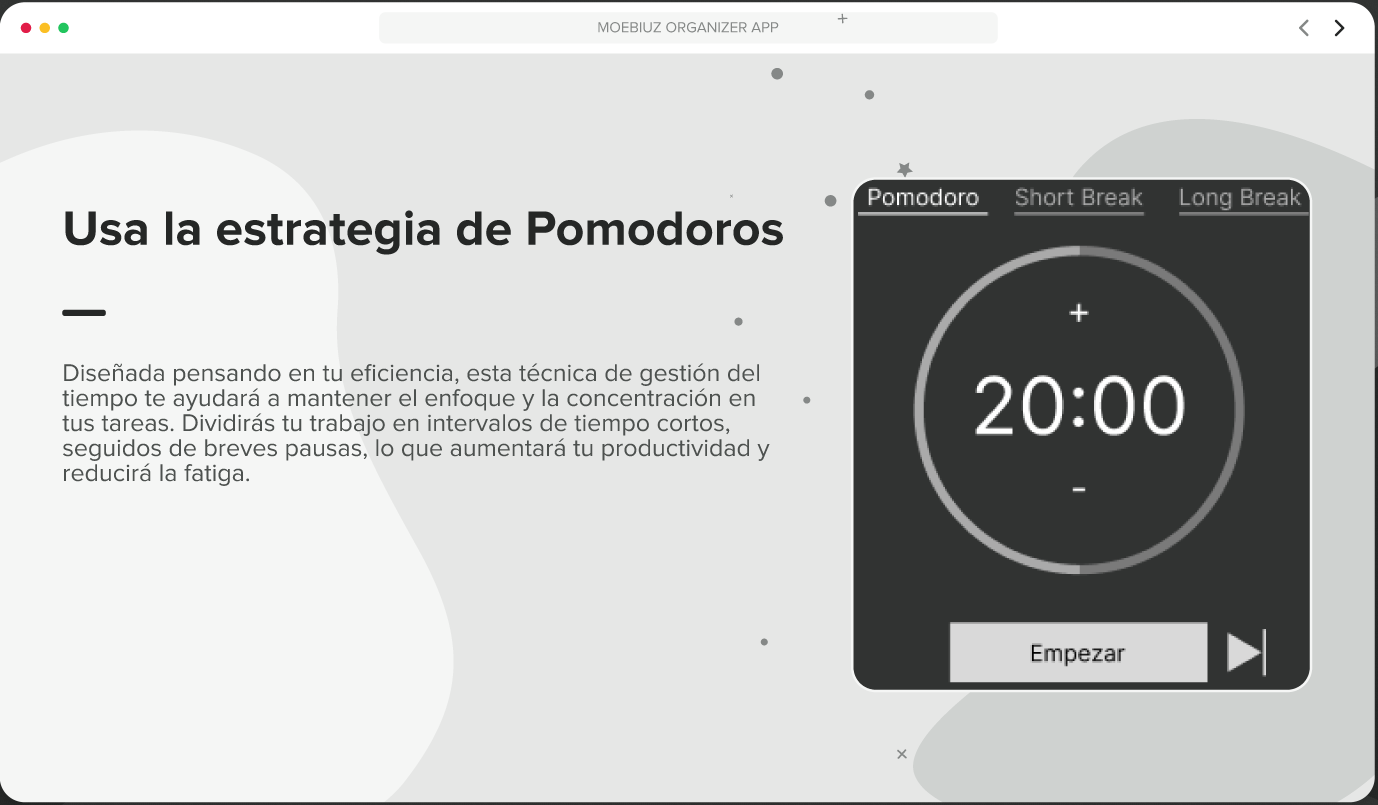 MOEBIUZ ORGANIZER APP
Usa la estrategia de Pomodoros
Diseñada pensando en tu eficiencia, esta técnica de gestión del
tiempo te ayudará a mantener el enfoque y la concentración en
tus tareas. Dividirás tu trabajo en intervalos de tiempo cortos,
seguidos de breves pausas, lo que aumentará tu productividad y
reducirá la fatiga.
Pomodoro Short Break Long Break
+
20:00
-
Empezar